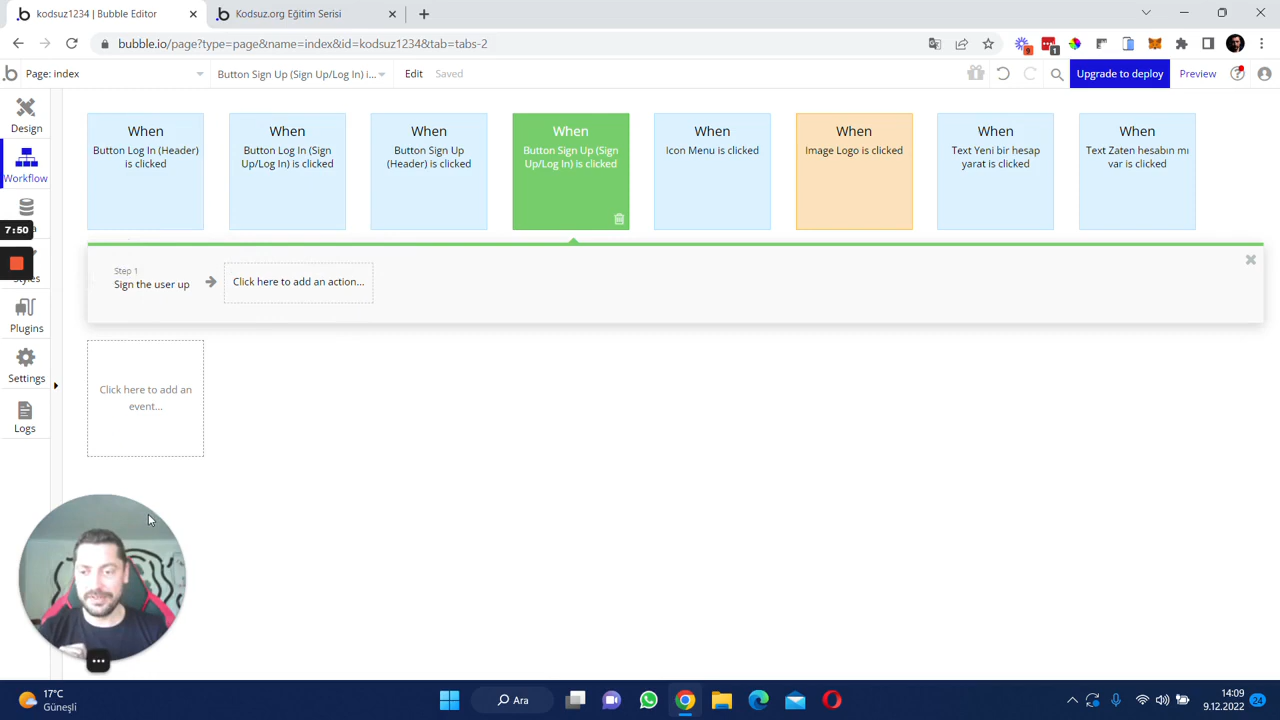 kodsuz1234 | Bubble Editor
Kodsuz.org Eğitim Serisi
bubble.io/page?type=page&name=index&id=kodsuz1234&tab=tabs-2
9
1
Page: index
Button Sign Up (Sign Up/Log In) i...
Edit
Saved
Upgrade to deploy
Preview
Design
Workflow
7:50
Styles
Plugins
Settings
Logs
When
Button Log In (Header)
is clicked
When
Button Log In (Sign
Up/Log In) is clicked
When
Button Sign Up
(Header) is clicked
When
Button Sign Up (Sign
Up/Log In) is clicked
When
Icon Menu is clicked
When
Image Logo is clicked
When
Text Yeni bir hesap
yarat is clicked
When
Text Zaten hesabın mı
var is clicked
Step 1
Sign the user up
Click here to add an action...
Click here to add an
event...
17°C
Güneşli
Ara
14:09
9.12.2022
24